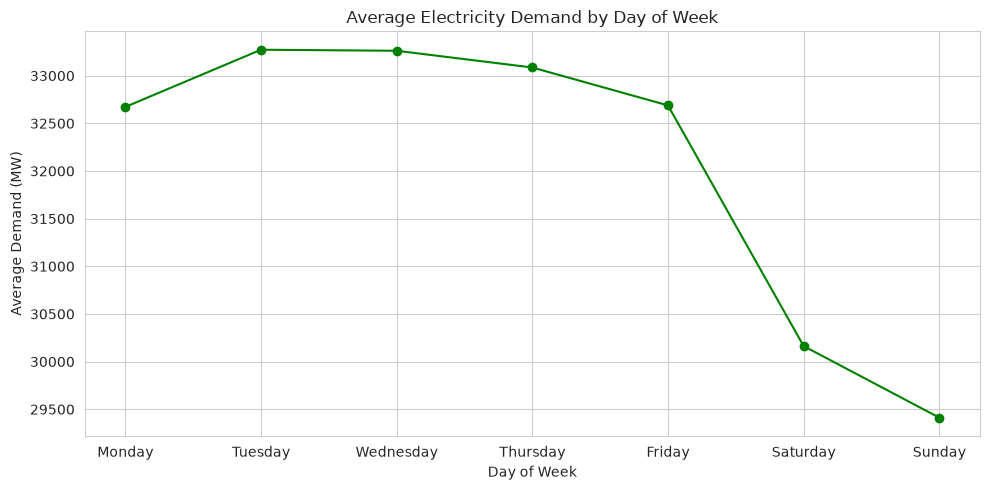 Average Electricity Demand by Day of Week
Average Demand (MW)
33000
32500
32000
31500
31000
30500
30000
29500
Monday Tuesday Wednesday Thursday Friday Saturday Sunday
Day of Week